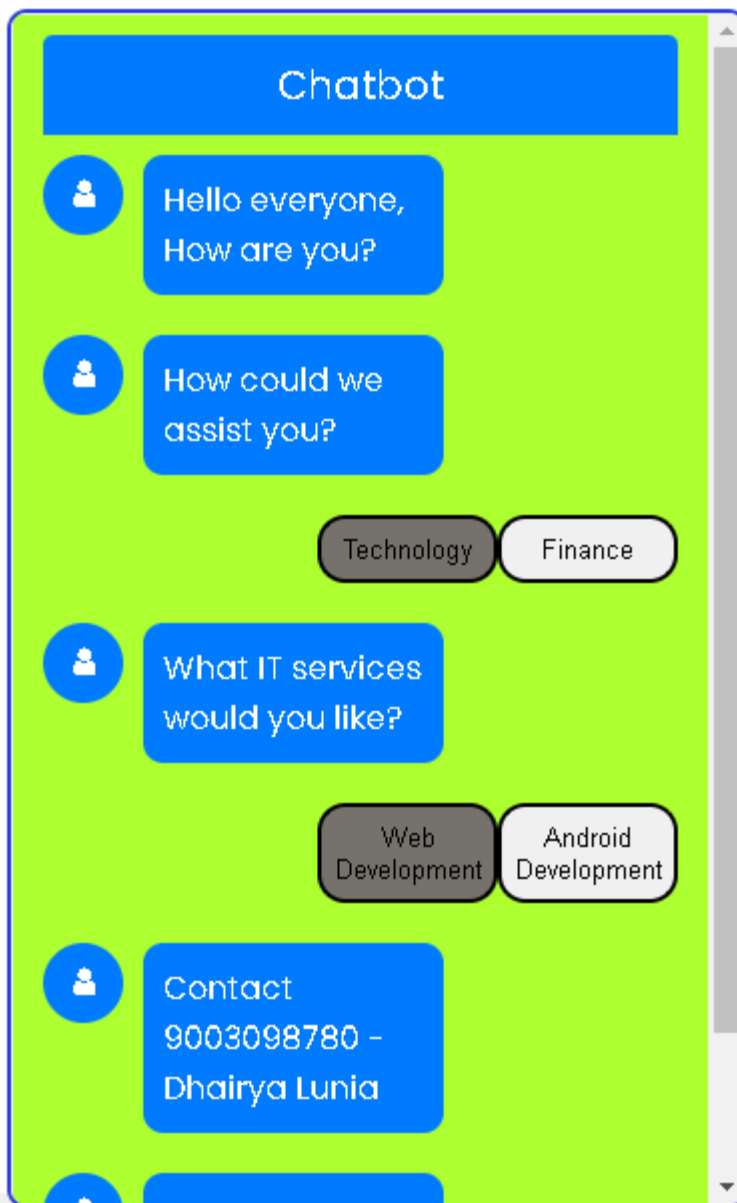 Chatbot
Hello everyone,
How are you?
How could we
assist you?
Technology Finance
What IT services
would you like?
Web
Development
Android
Development
Contact
9003098780 -
Dhairya Lunia